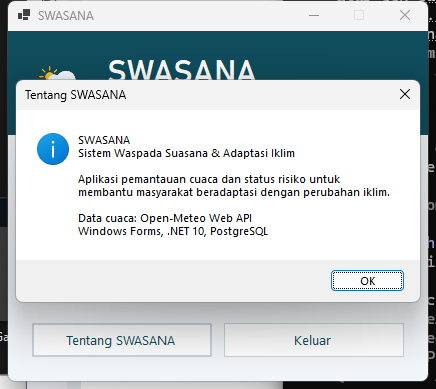 SWASANA
SWASANA
Tentang SWASANA
SWASANA
Sistem Waspada Suasana & Adaptasi Iklim
Aplikasi pemantauan cuaca dan status risiko untuk
membantu masyarakat beradaptasi dengan perubahan iklim.
Data cuaca: Open-Meteo Web API
Windows Forms, .NET 10, PostgreSQL
OK
Tentang SWASANA
Keluar